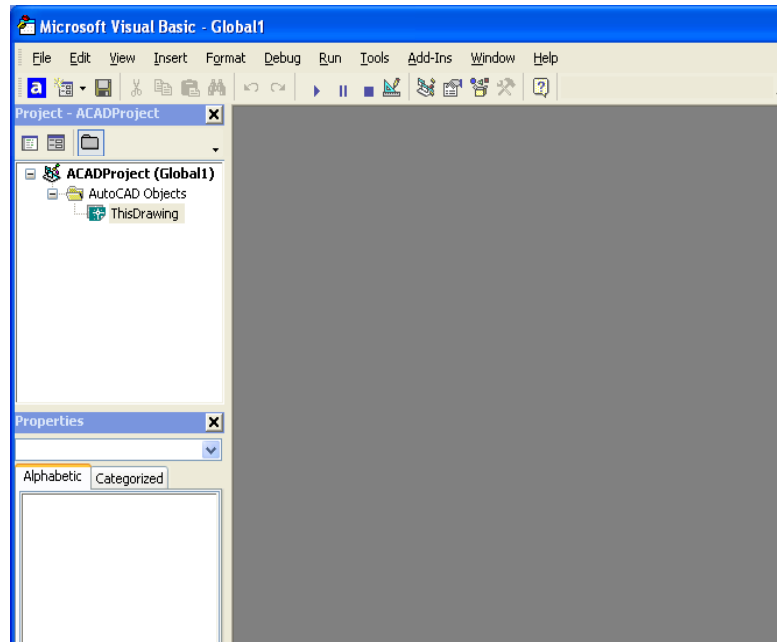 Microsoft Visual Basic - Global1
File Edit View Insert Format Debug Run Tools Add-Ins Window Help
a
Project - ACADProject
ACADProject (Global1)
AutoCAD Objects
ThisDrawing
Properties
Alphabetic Categorized